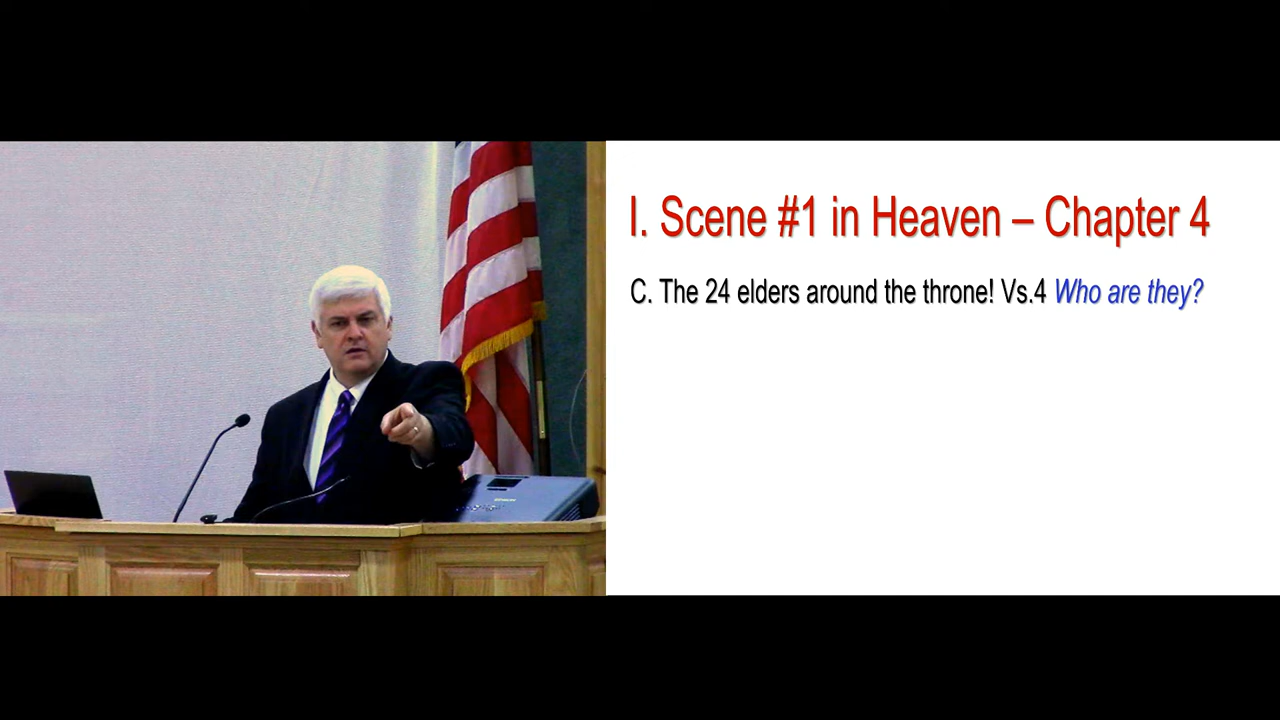 I. Scene #1 in Heaven – Chapter 4
C. The 24 elders around the throne! Vs.4 Who are they?